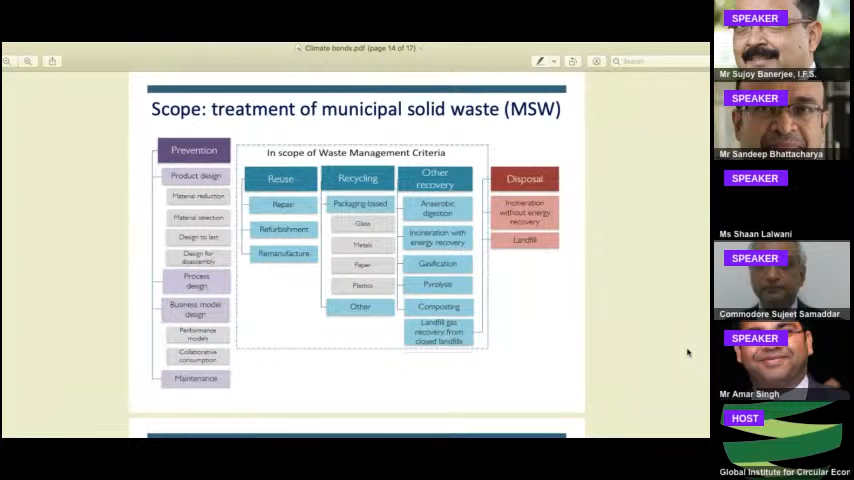 Climate bonds.pdf (page 14 of 17)
Search
Scope: treatment of municipal solid waste (MSW)
Prevention
Product design
Material reduction
Material selection
Design to last
Design for
disassembly
Process
design
Business model
design
Performance
models
Collaborative
consumption
Maintenance
In scope of Waste Management Criteria
Reuse
Repair
Refurbishment
Remanufacture
Recycling
Packaging-based
Glass
Metals
Paper
Plastics
Other
Other
recovery
Anaerobic
digestion
Incineration with
energy recovery
Gasification
Pyrolysis
Composting
Landfill gas
recovery from
closed landfills
Disposal
Incineration
without energy
recovery
Landfill
SPEAKER
Mr Sujoy Banerjee, I.F.S.
SPEAKER
Mr Sandeep Bhattacharya
SPEAKER
Ms Shaan Lalwani
SPEAKER
Commodore Sujeet Samaddar
SPEAKER
Mr Amar Singh
HOST
Global Institute for Circular Econ